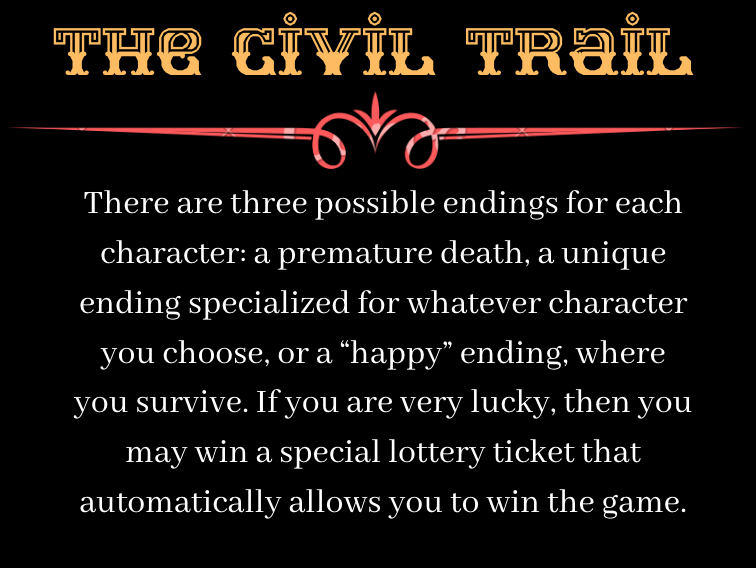 THE CIVIL TRAIL
There are three possible endings for each
character: a premature death, a unique
ending specialized for whatever character
you choose, or a “happy” ending, where
you survive. If you are very lucky, then you
may win a special lottery ticket that
automatically allows you to win the game.